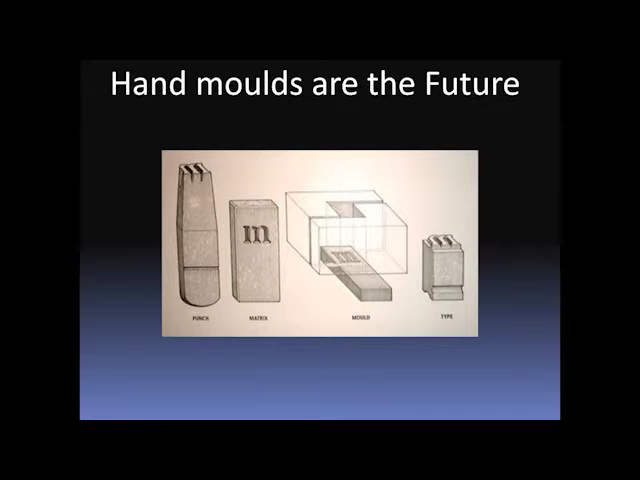 Hand moulds are the Future
m
PUNCH
MATRIX
MOULD
TYPE